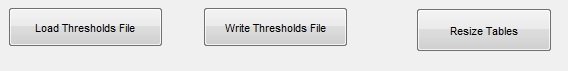 Load Thresholds File
Write Thresholds File
Resize Tables